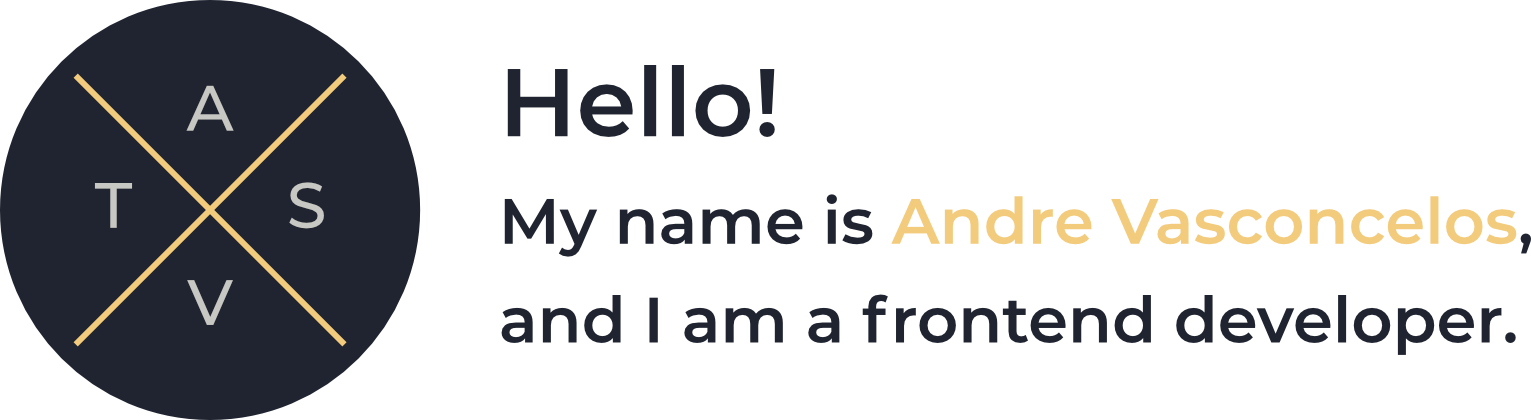 A
T S
V
Hello!
My name is Andre Vasconcelos,
and I am a frontend developer.